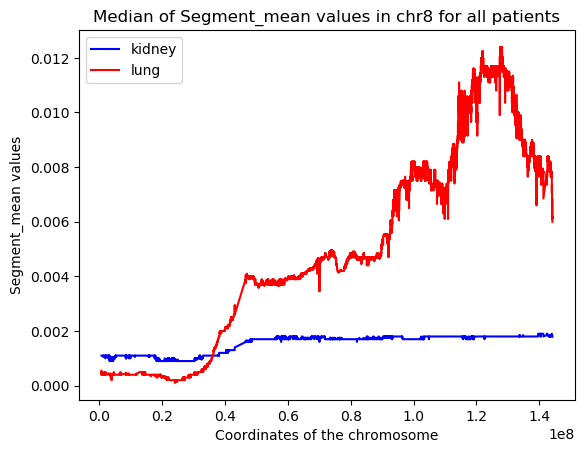 Median of Segment_mean values in chr8 for all patients
kidney
lung
Segment_mean values
0.012
0.010
0.008
0.006
0.004
0.002
0.000
0.0 0.2 0.4 0.6 0.8 1.0 1.2 1.4
1e8
Coordinates of the chromosome